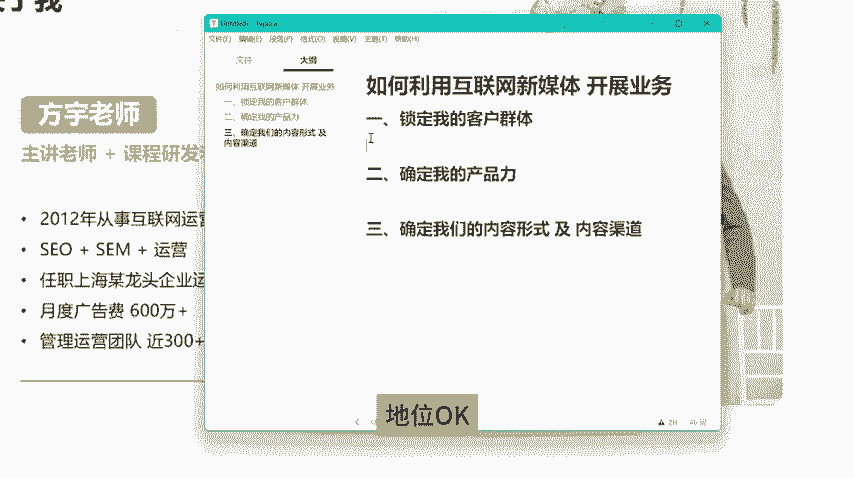 关于我
方宇老师
主讲老师 + 课程研发
• 2012年从事互联网运营
• SEO + SEM + 运营
• 任职上海某龙头企业运
• 月度广告费 600万+
• 管理运营团队 近300+
文件(F) 编辑(E) 段落(P) 格式(O) 视图(V) 主题(T) 帮助(H)
文件 大纲
如何利用互联网新媒体 开展业务
一、锁定我的客户群体
二、确定我的产品力
三、确定我们的内容形式 及
内容渠道
如何利用互联网新媒体 开展业务
一、锁定我的客户群体
二、确定我的产品力
三、确定我们的内容形式 及 内容渠道
地位OK